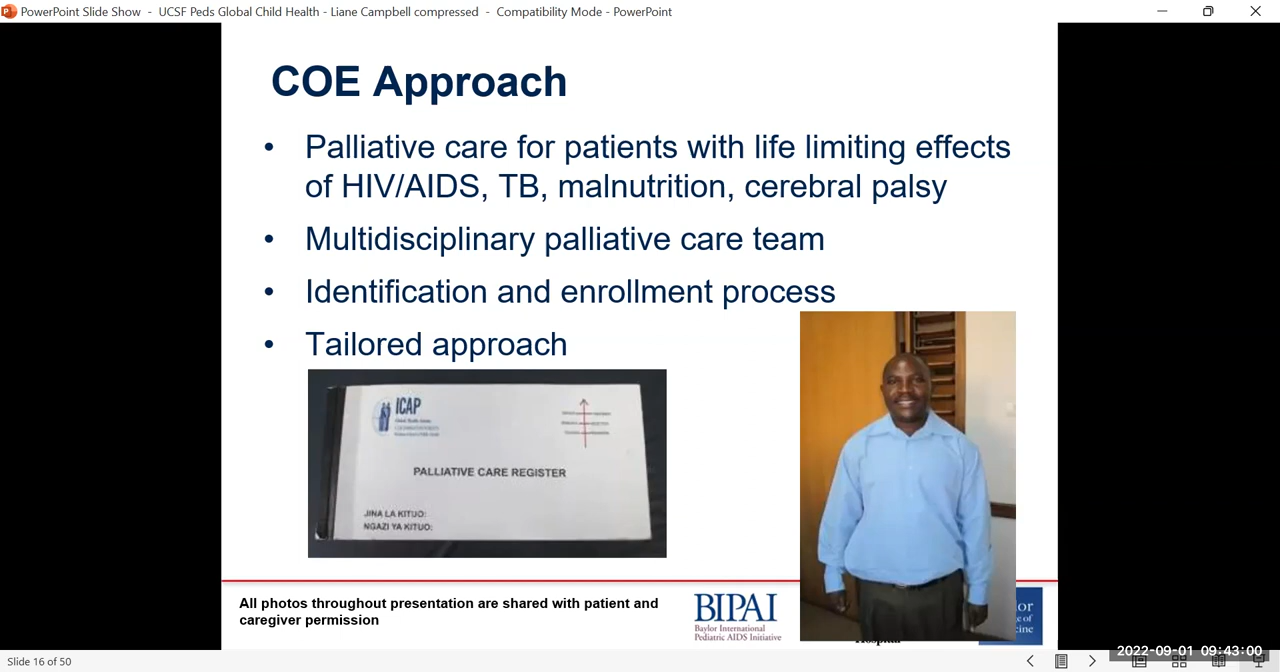 PowerPoint Slide Show - UCSF Peds Global Child Health - Liane Campbell compressed - Compatibility Mode - PowerPoint
COE Approach
• Palliative care for patients with life limiting effects
of HIV/AIDS, TB, malnutrition, cerebral palsy
• Multidisciplinary palliative care team
• Identification and enrollment process
• Tailored approach
ICAP
PALLIATIVE CARE REGISTER
JINA LA KITUO:
NGAZI YA KITUO:
All photos throughout presentation are shared with patient and
caregiver permission
BIPAI
Baylor International
Pediatric AIDS Initiative
Slide 16 of 50
2022-09-01 09:43:00